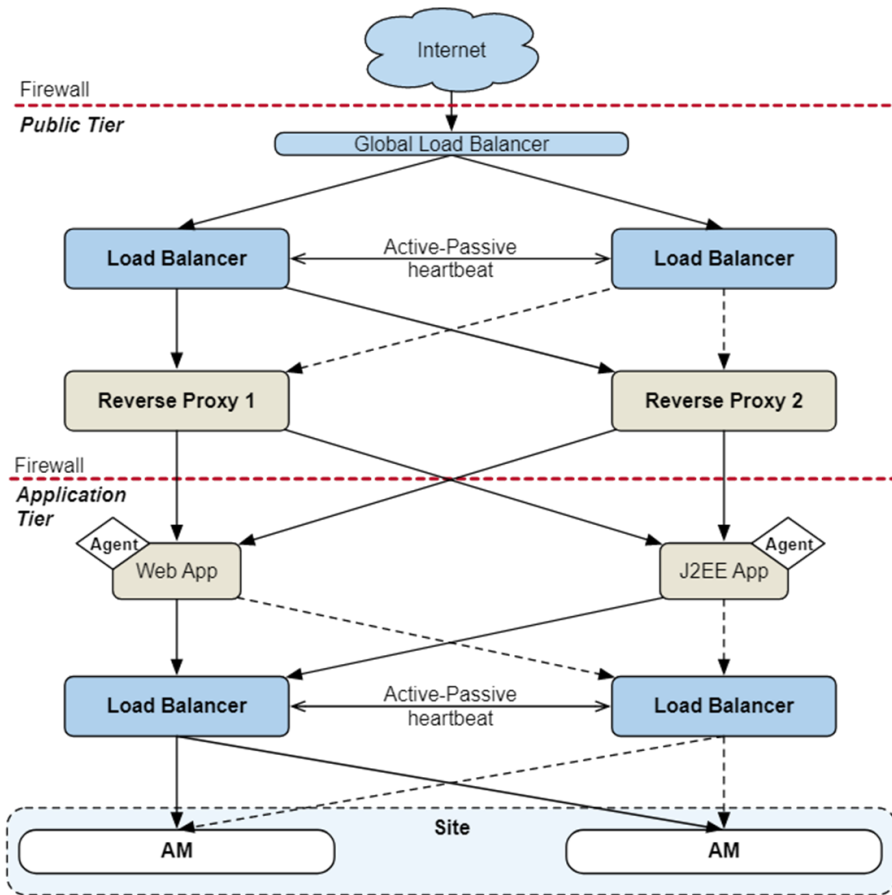 Internet
Firewall
Public Tier
Global Load Balancer
Load Balancer
Active-Passive
heartbeat
Load Balancer
Reverse Proxy 1
Reverse Proxy 2
Firewall
Application
Tier
Agent
Web App
J2EE App
Agent
Load Balancer
Active-Passive
heartbeat
Load Balancer
Site
AM
AM